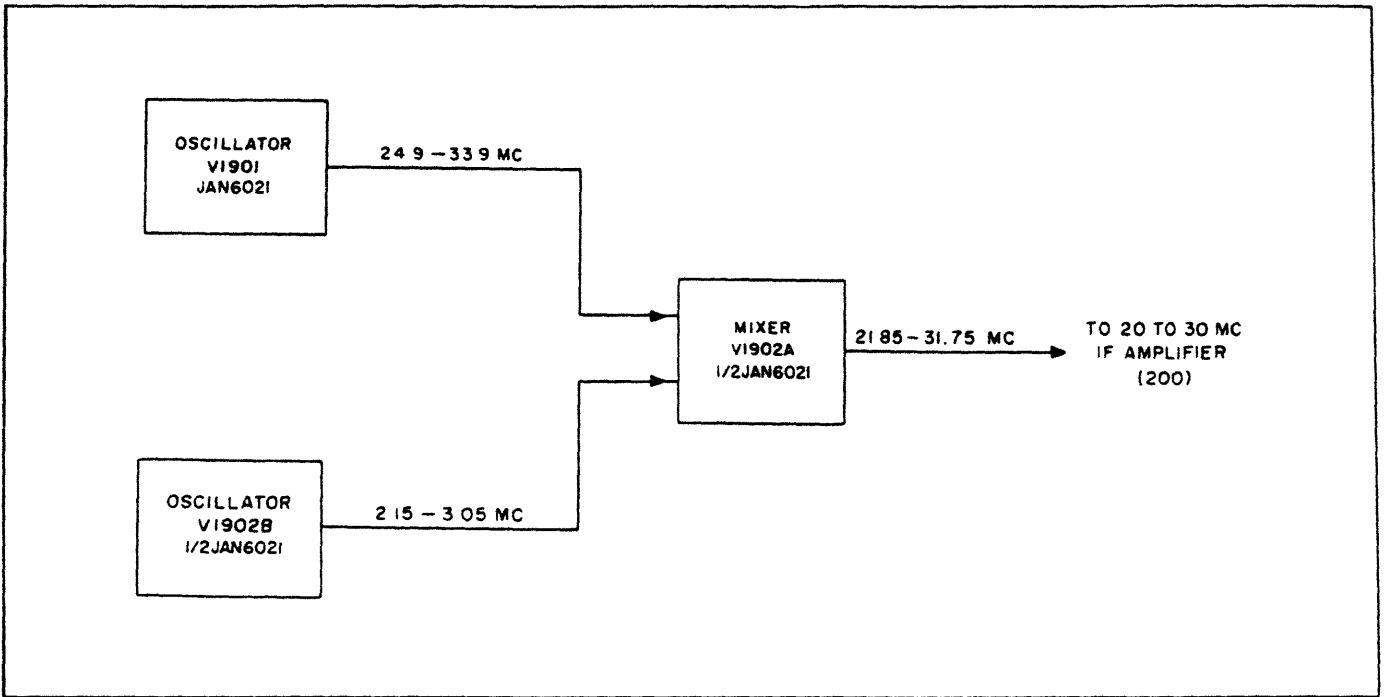 OSCILLATOR
V1901
JAN6021
24 9 – 33 9 MC
MIXER
V1902A
1/2JAN6021
21 85 – 31.75 MC
TO 20 TO 30 MC
IF AMPLIFIER
(200)
OSCILLATOR
V1902B
1/2JAN6021
2 15 – 3 05 MC